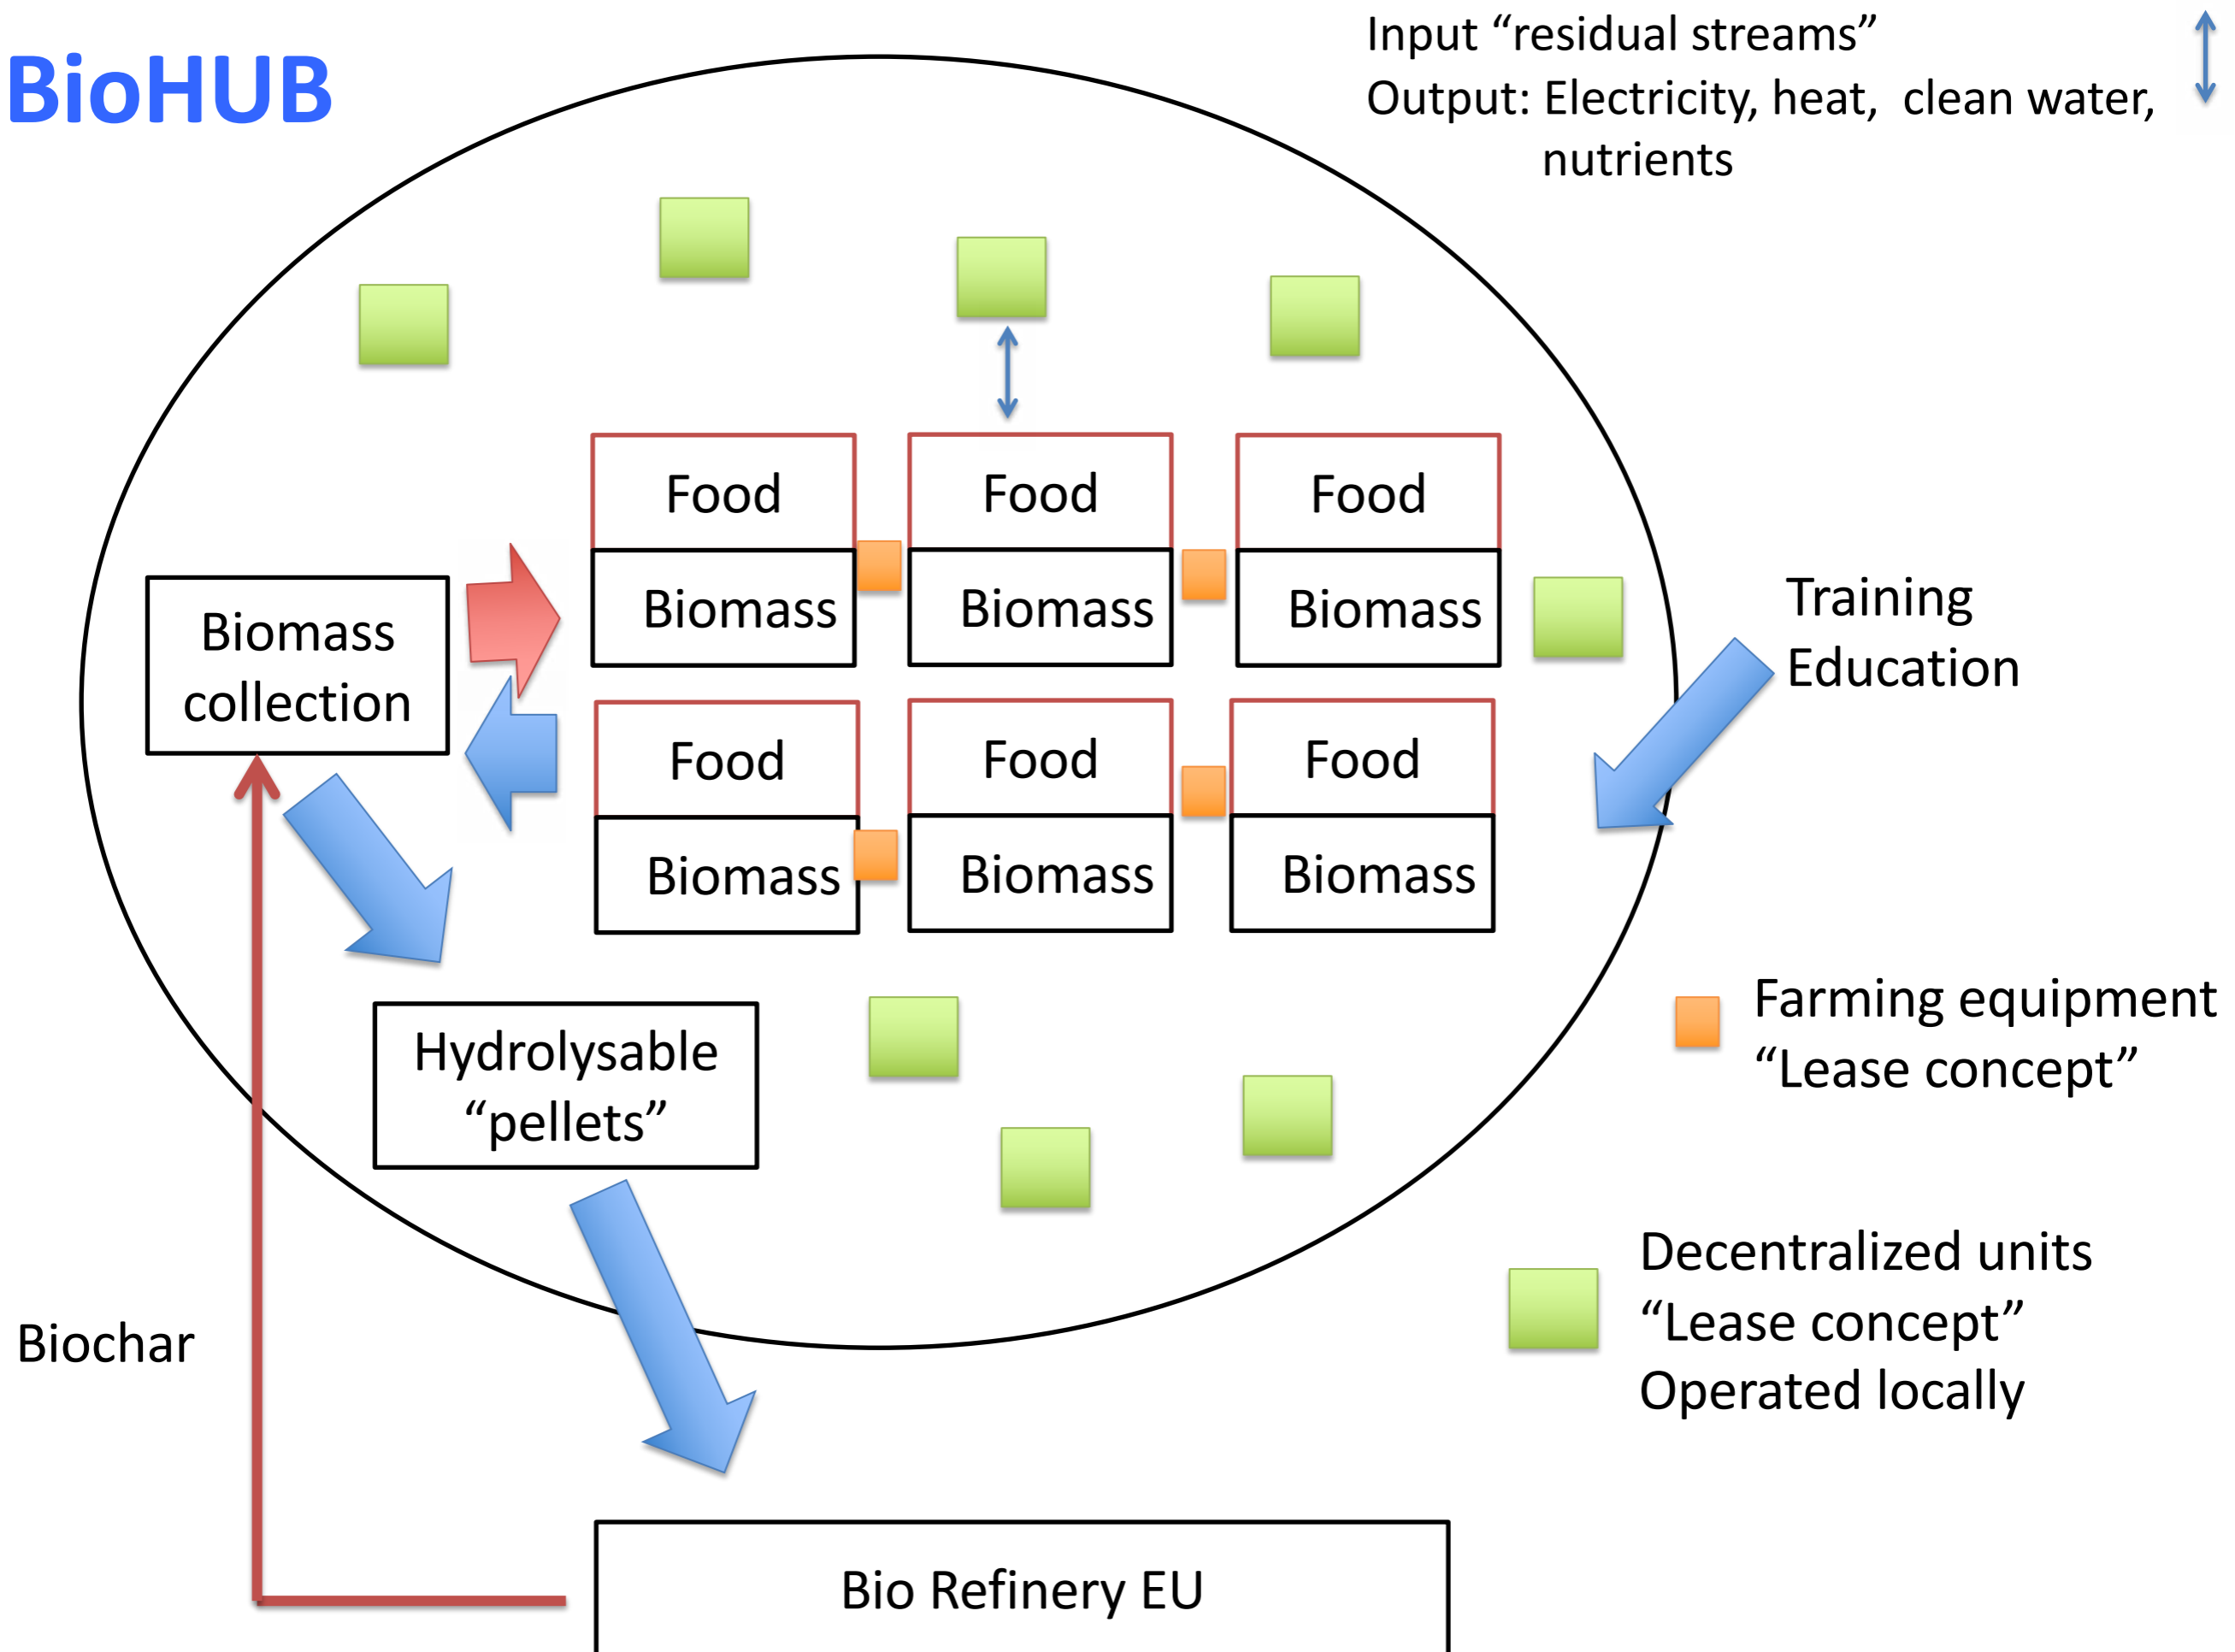 BioHUB
Input “residual streams”
Output: Electricity, heat, clean water,
nutrients
Food
Food
Food
Biomass
Biomass
Biomass
Biomass
collection
Training
Education
Food
Food
Food
Biomass
Biomass
Biomass
Hydrolysable
“pellets”
Farming equipment
“Lease concept”
Decentralized units
“Lease concept”
Operated locally
Biochar
Bio Refinery EU